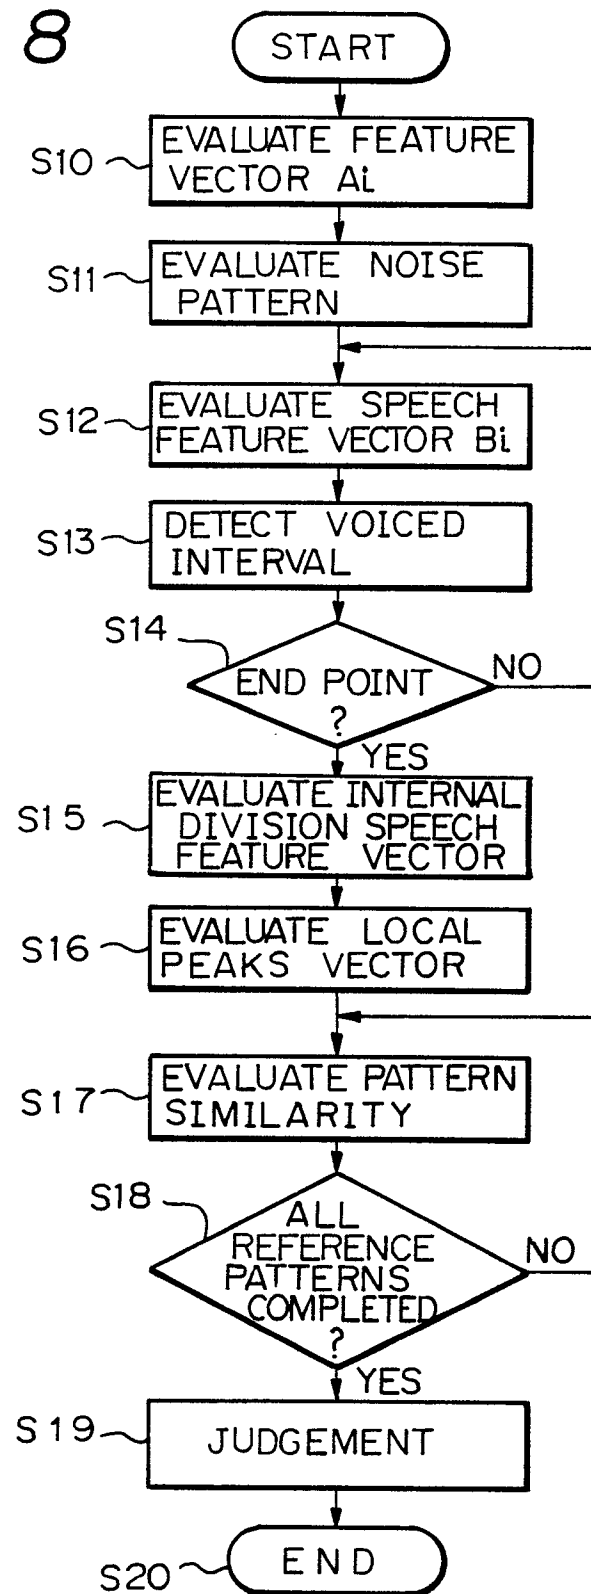 8
START
S10
EVALUATE FEATURE
VECTOR Ai
S11
EVALUATE NOISE
PATTERN
S12
EVALUATE SPEECH
FEATURE VECTOR Bi
S13
DETECT VOICED
INTERVAL
S14
END POINT
?
NO
YES
S15
EVALUATE INTERNAL
DIVISION SPEECH
FEATURE VECTOR
S16
EVALUATE LOCAL
PEAKS VECTOR
S17
EVALUATE PATTERN
SIMILARITY
S18
ALL
REFERENCE
PATTERNS
COMPLETED
?
NO
YES
S19
JUDGEMENT
S20
END